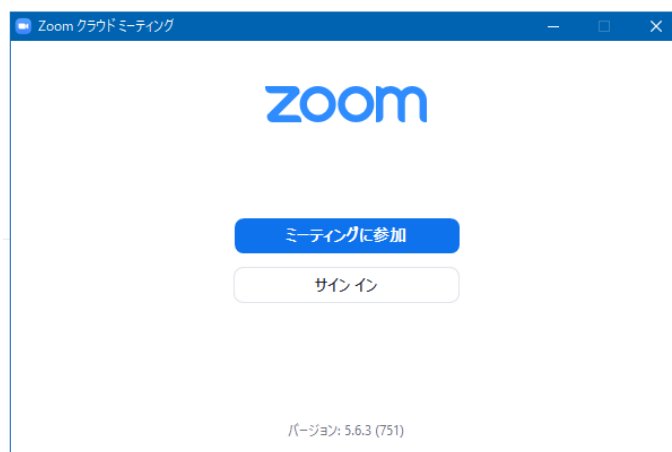 Zoom クラウド ミーティング
zoom
ミーティングに参加
サイン イン
バージョン: 5.6.3 (751)